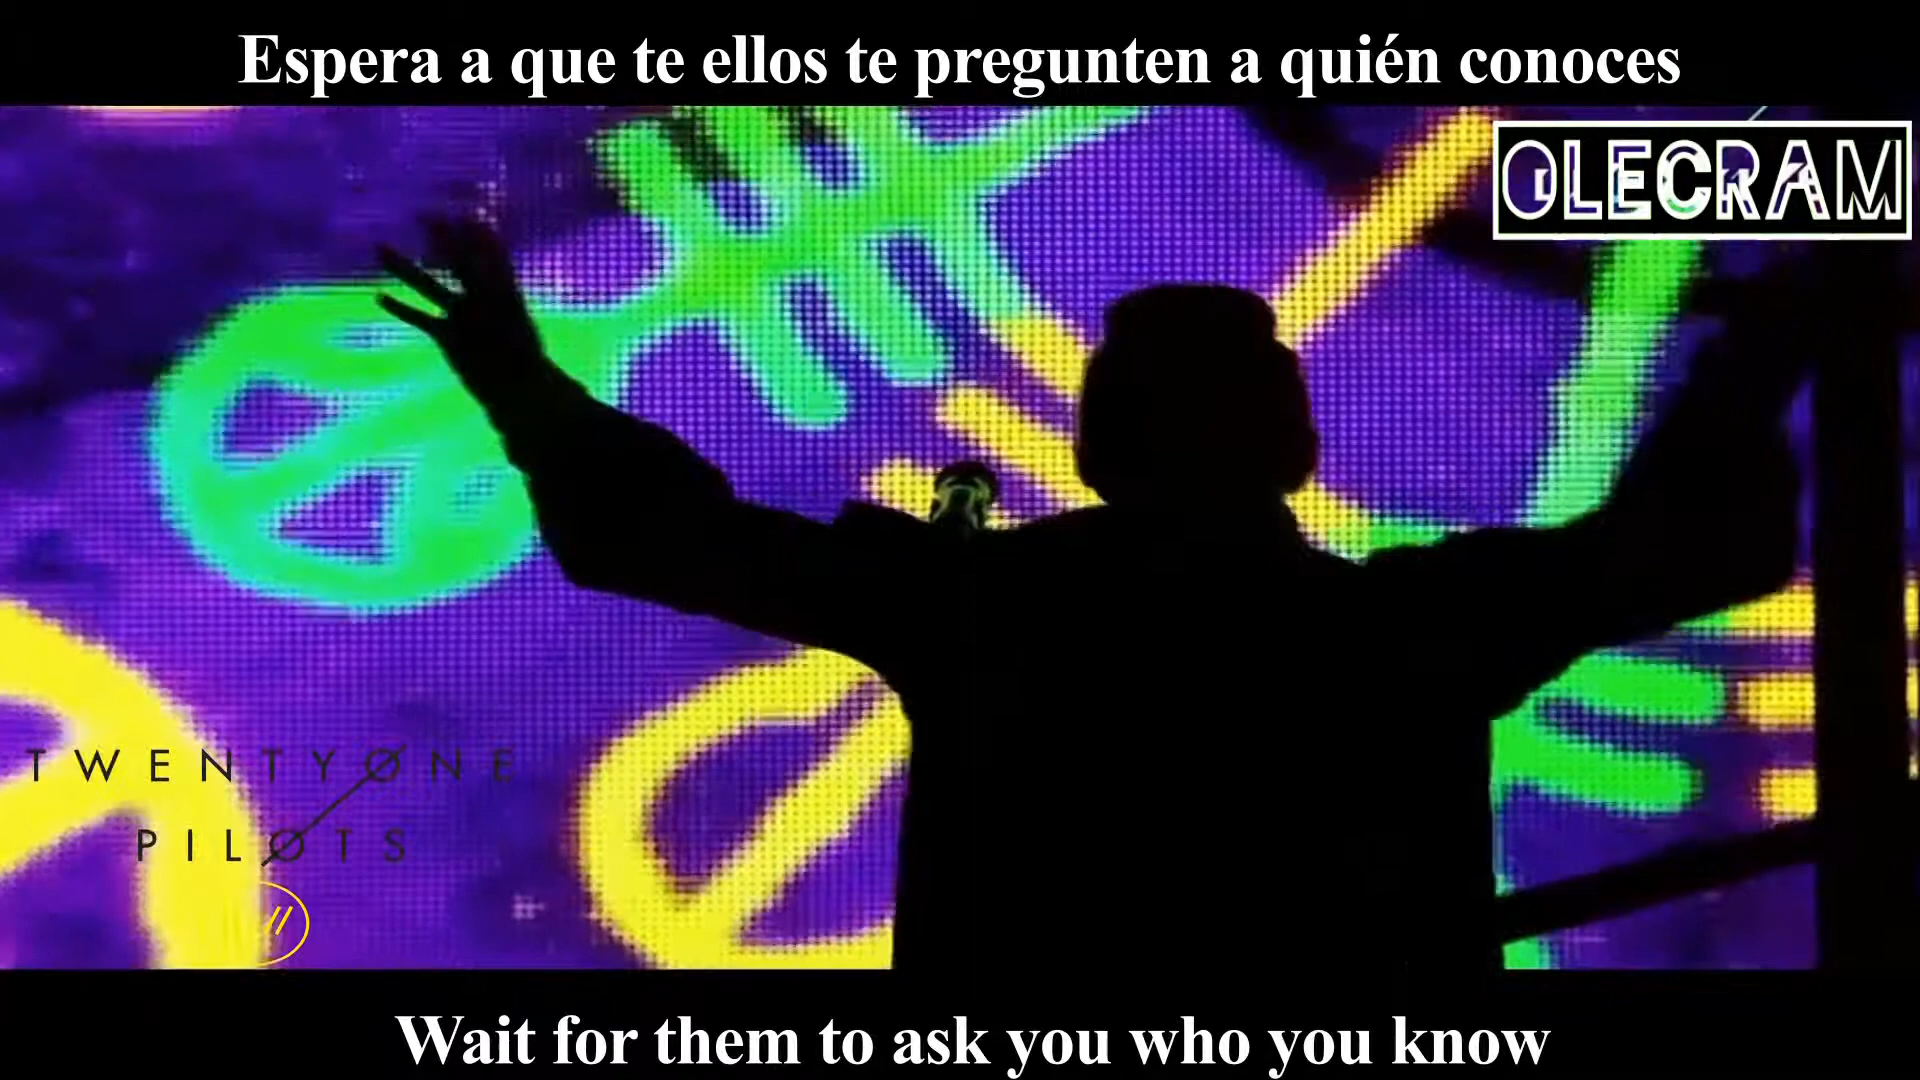 Espera a que te ellos te pregunten a quién conoces
OLECRAM
TWENTY ØNE
PILØTS
Wait for them to ask you who you know